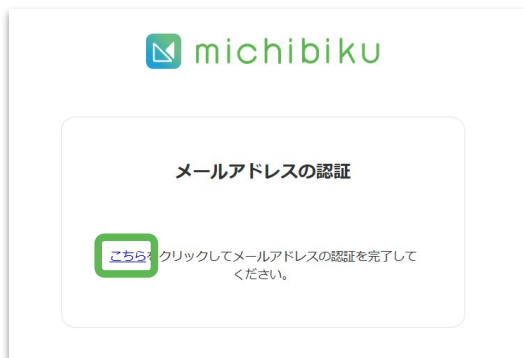 michibiku
メールアドレスの認証
こちらをクリックしてメールアドレスの認証を完了して
ください。